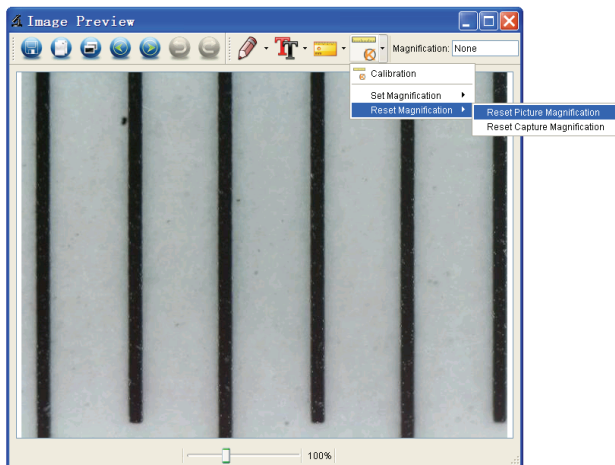 Image Preview
Magnification: None
Calibration
Set Magnification
Reset Magnification
Reset Picture Magnification
Reset Capture Magnification
100%